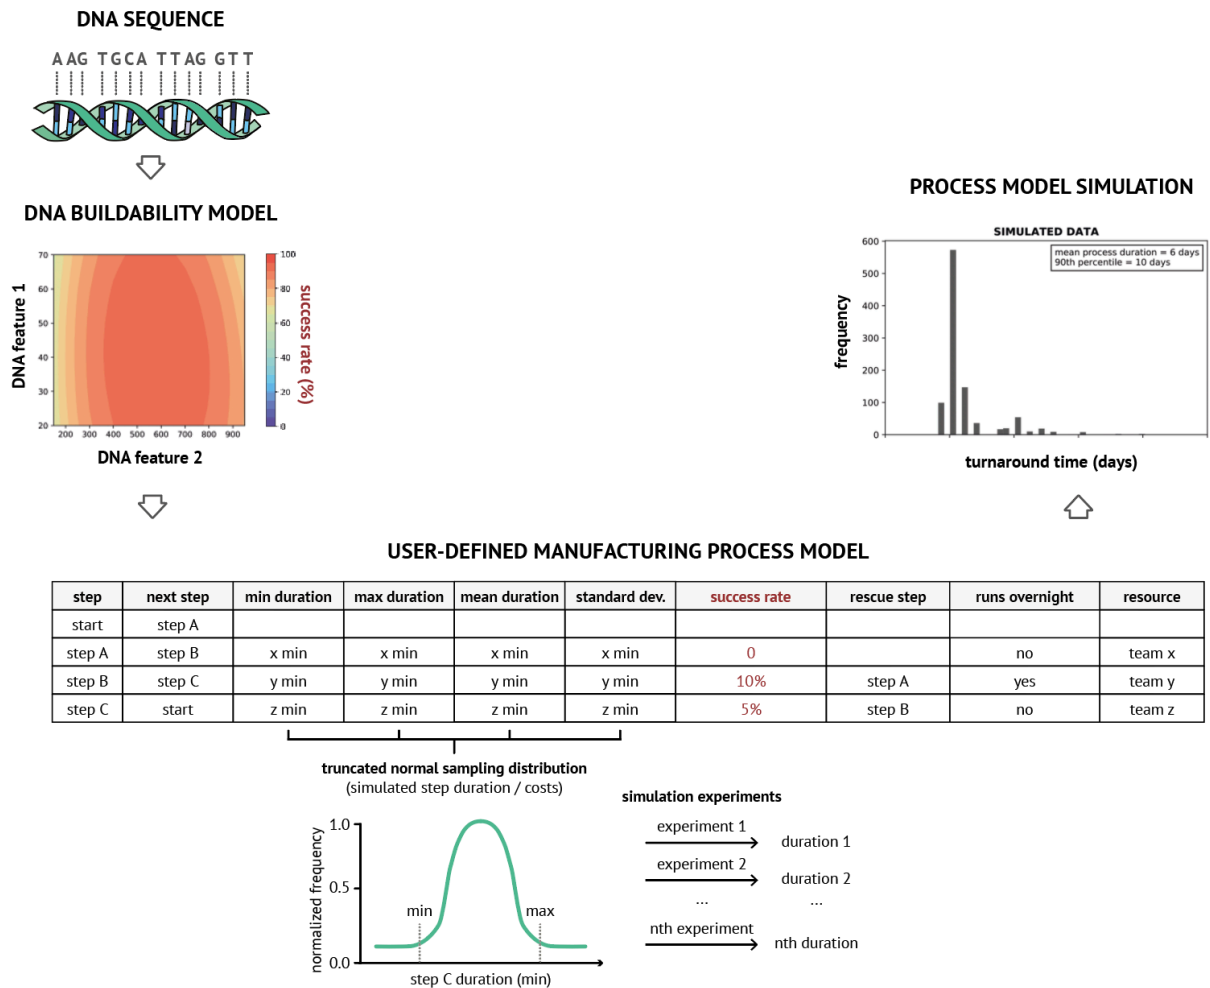 DNA SEQUENCE
A A G T G C A T T A G G T T
DNA BUILDABILITY MODEL
DNA feature 1
70
60
50
40
30
20
200 300 400 500 600 700 800 900
DNA feature 2
100
80
60
40
20
0
success rate (%)
PROCESS MODEL SIMULATION
SIMULATED DATA
mean process duration = 6 days
90th percentile = 10 days
frequency
600
500
400
300
200
100
0
turnaround time (days)
USER-DEFINED MANUFACTURING PROCESS MODEL
step next step min duration max duration mean duration standard dev. success rate rescue step runs overnight resource
start step A
step A step B x min x min x min x min 0 no team x
step B step C y min y min y min y min 10% step A yes team y
step C start z min z min z min z min 5% step B no team z
truncated normal sampling distribution
(simulated step duration / costs)
normalized frequency
1.0
0.5
0.0
min max
step C duration (min)
simulation experiments
experiment 1 duration 1
experiment 2 duration 2
... ...
nth experiment nth duration